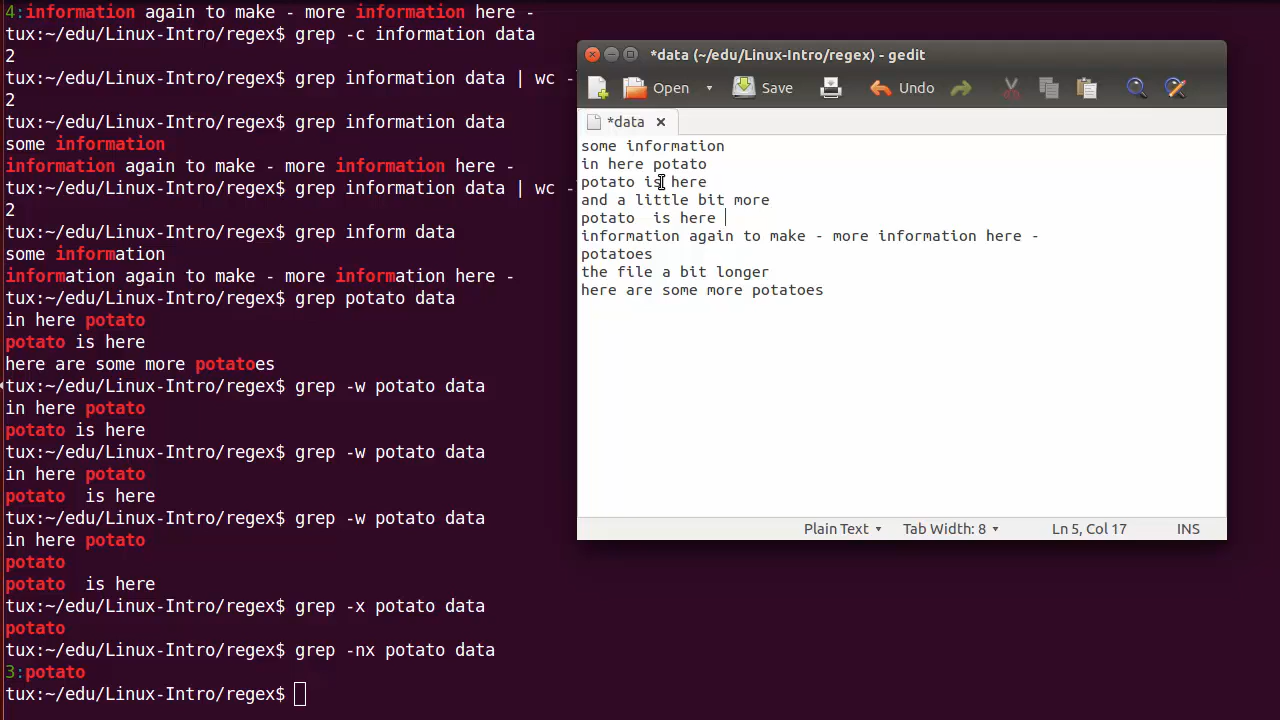 4:information again to make - more information here -
tux:~/edu/Linux-Intro/regex$ grep -c information data
2
tux:~/edu/Linux-Intro/regex$ grep information data | wc -
2
tux:~/edu/Linux-Intro/regex$ grep information data
some information
information again to make - more information here -
tux:~/edu/Linux-Intro/regex$ grep information data | wc -
2
tux:~/edu/Linux-Intro/regex$ grep inform data
some information
information again to make - more information here -
tux:~/edu/Linux-Intro/regex$ grep potato data
in here potato
potato is here
here are some more potatoes
tux:~/edu/Linux-Intro/regex$ grep -w potato data
in here potato
potato is here
tux:~/edu/Linux-Intro/regex$ grep -w potato data
in here potato
potato  is here
tux:~/edu/Linux-Intro/regex$ grep -w potato data
in here potato
potato
potato  is here
tux:~/edu/Linux-Intro/regex$ grep -x potato data
potato
tux:~/edu/Linux-Intro/regex$ grep -nx potato data
3:potato
tux:~/edu/Linux-Intro/regex$
*data (~/edu/Linux-Intro/regex) - gedit
Open Save Undo
*data
some information
in here potato
potato is here
and a little bit more
potato  is here
information again to make - more information here -
potatoes
the file a bit longer
here are some more potatoes
Plain Text Tab Width: 8 Ln 5, Col 17 INS